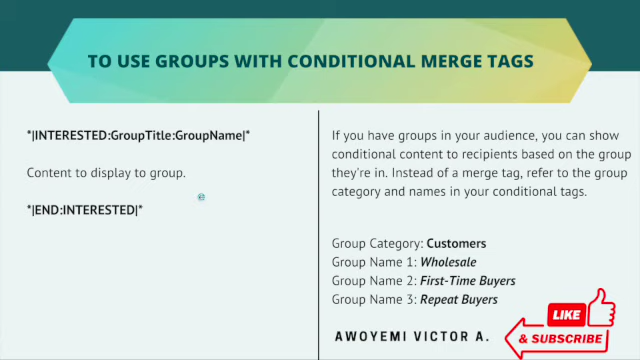 TO USE GROUPS WITH CONDITIONAL MERGE TAGS
*|INTERESTED:GroupTitle:GroupName|*
Content to display to group.
*|END:INTERESTED|*
If you have groups in your audience, you can show
conditional content to recipients based on the group
they're in. Instead of a merge tag, refer to the group
category and names in your conditional tags.
Group Category: Customers
Group Name 1: Wholesale
Group Name 2: First-Time Buyers
Group Name 3: Repeat Buyers
AWOYEMI VICTOR A.
LIKE
& SUBSCRIBE